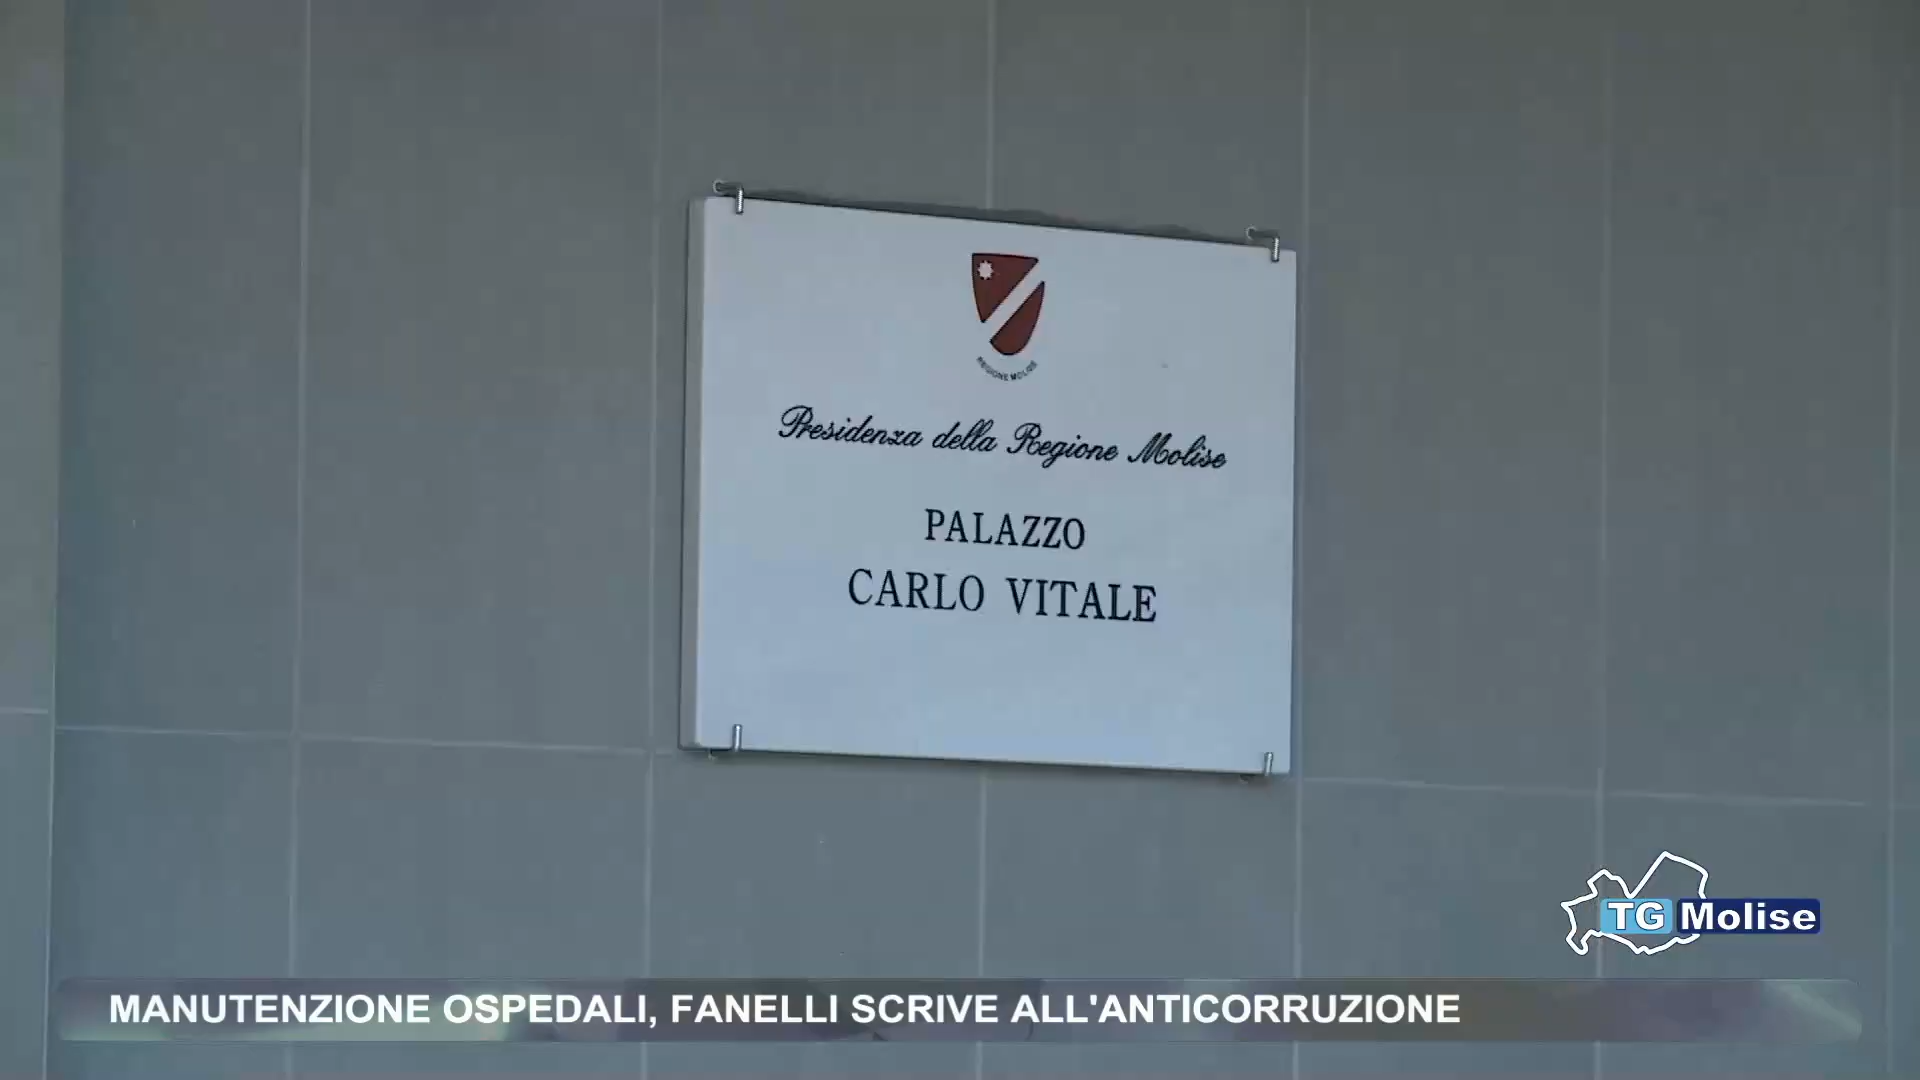 REGIONE MOLISE
Presidenza della Regione Molise
PALAZZO
CARLO VITALE
TG Molise
MANUTENZIONE OSPEDALI, FANELLI SCRIVE ALL'ANTICORRUZIONE